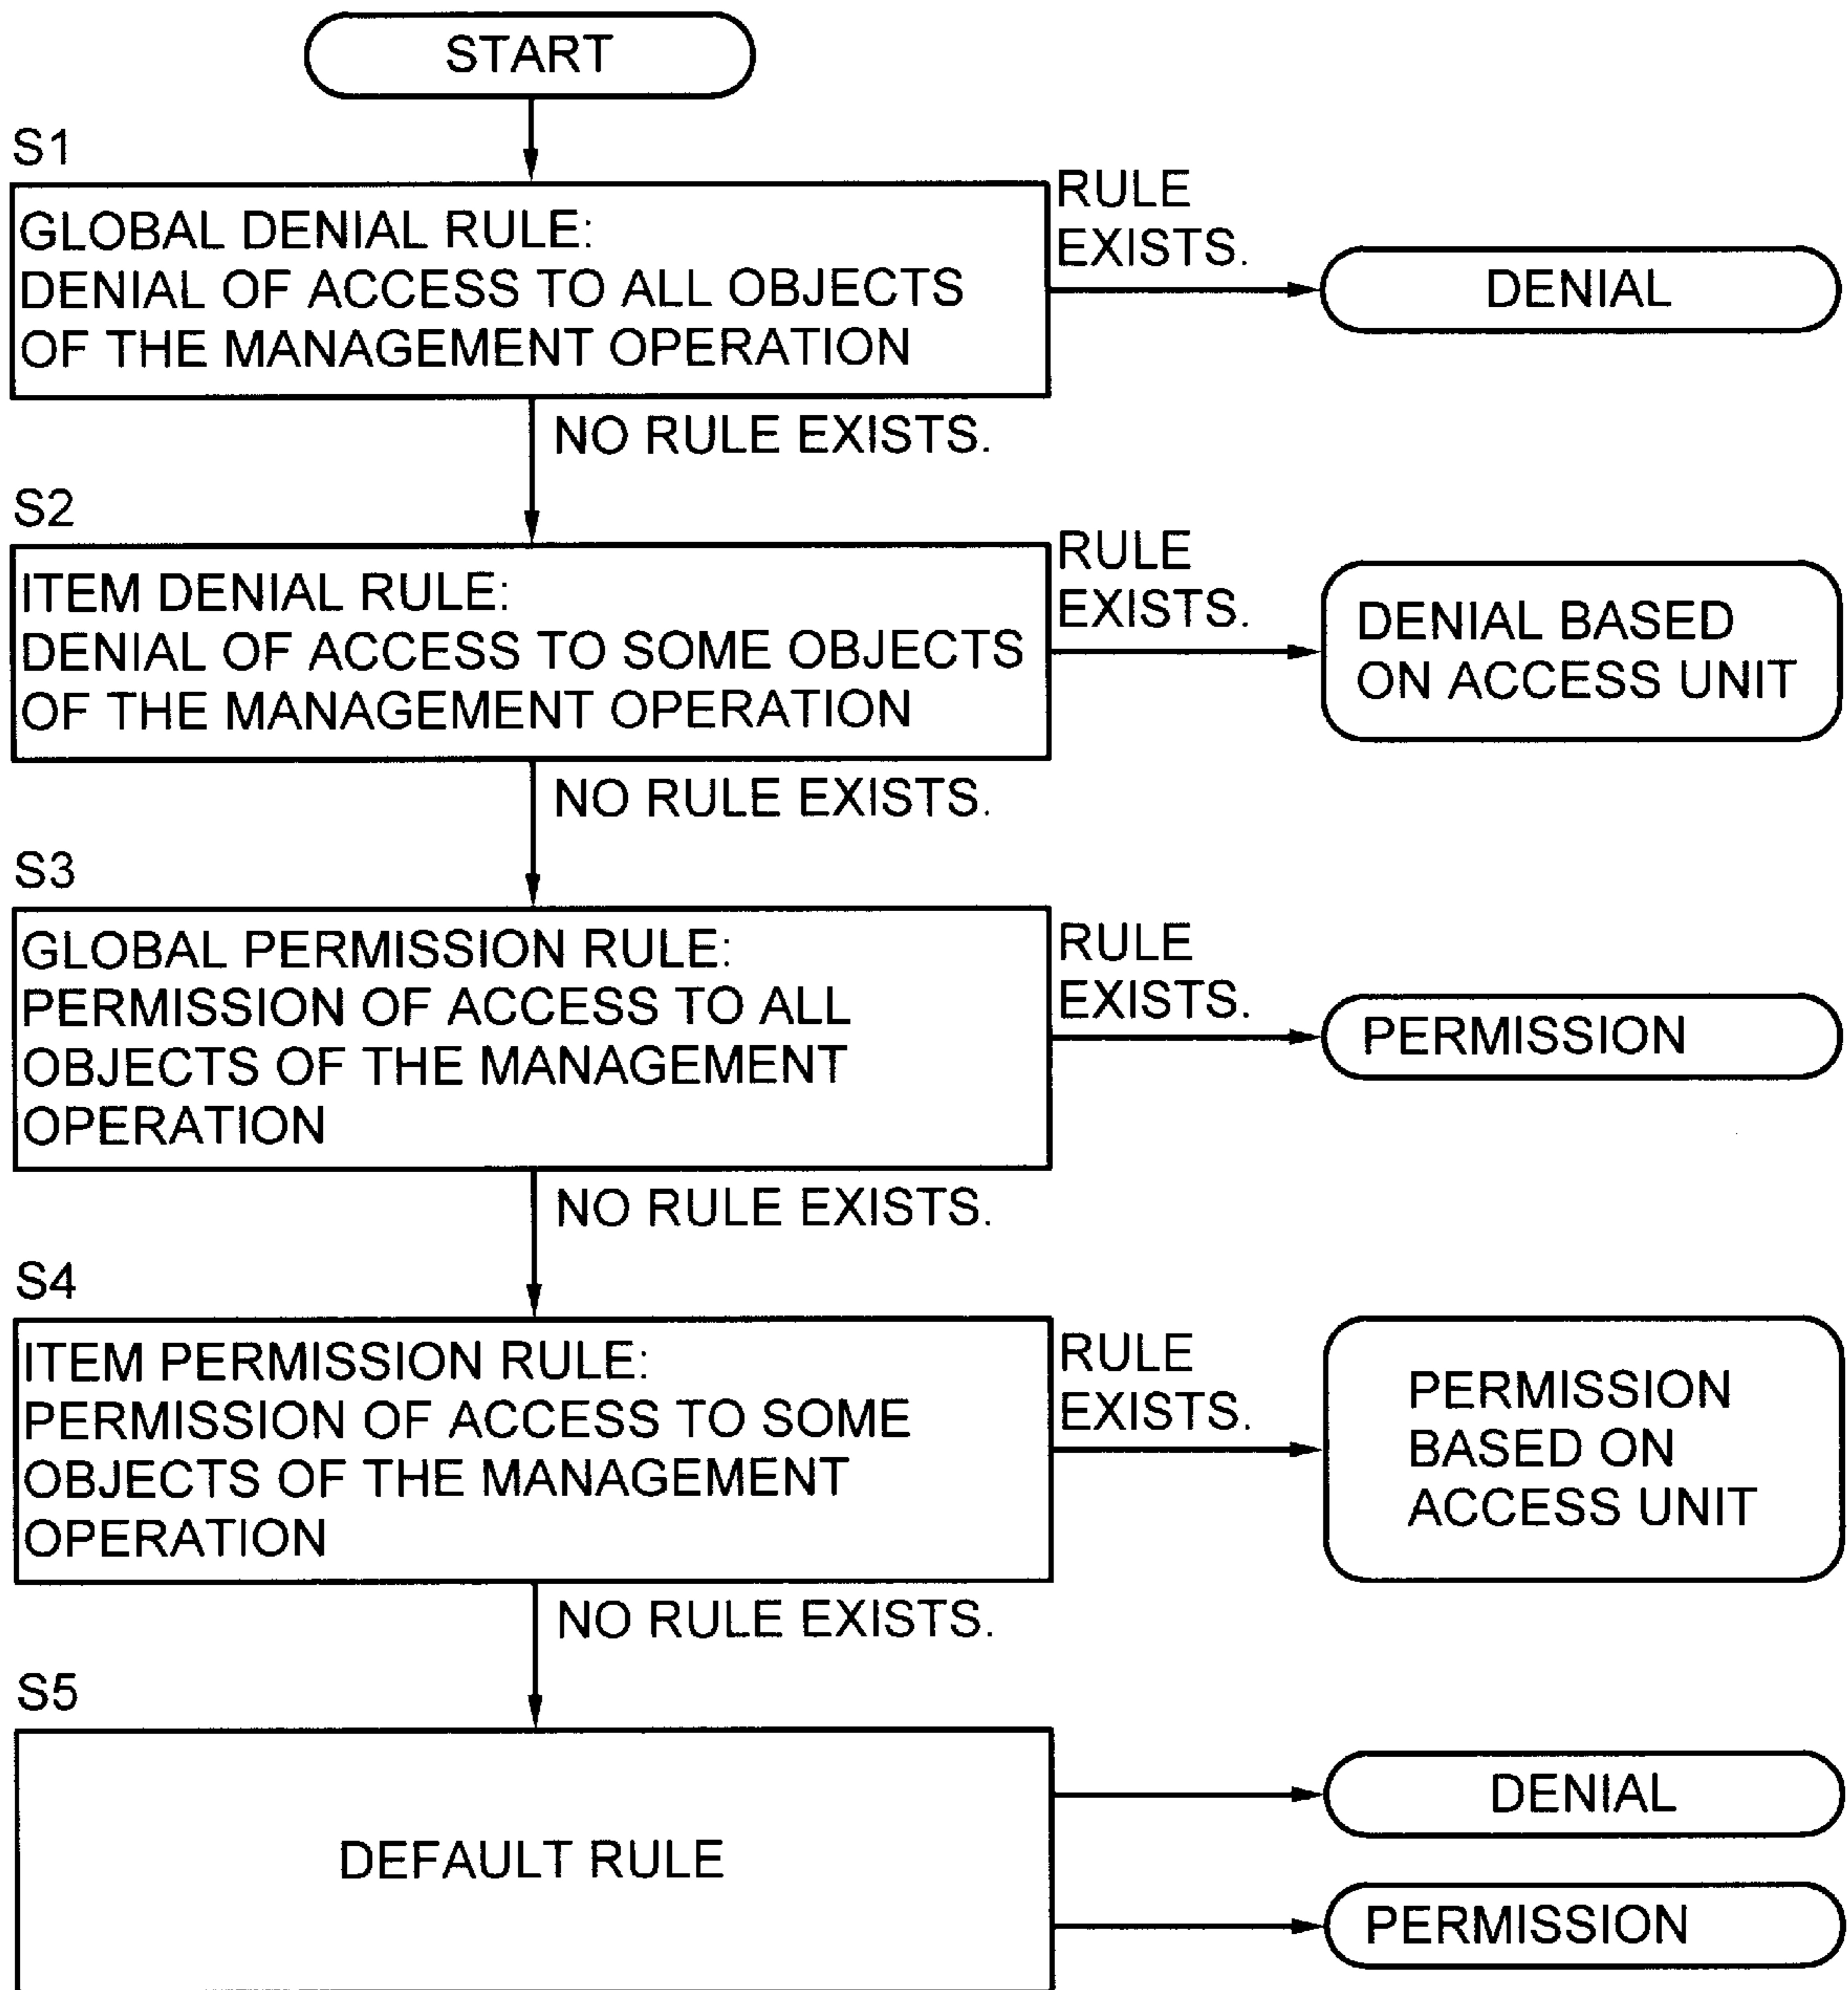 START
S1
GLOBAL DENIAL RULE:
DENIAL OF ACCESS TO ALL OBJECTS
OF THE MANAGEMENT OPERATION
RULE
EXISTS.
DENIAL
NO RULE EXISTS.
S2
ITEM DENIAL RULE:
DENIAL OF ACCESS TO SOME OBJECTS
OF THE MANAGEMENT OPERATION
RULE
EXISTS.
DENIAL BASED
ON ACCESS UNIT
NO RULE EXISTS.
S3
GLOBAL PERMISSION RULE:
PERMISSION OF ACCESS TO ALL
OBJECTS OF THE MANAGEMENT
OPERATION
RULE
EXISTS.
PERMISSION
NO RULE EXISTS.
S4
ITEM PERMISSION RULE:
PERMISSION OF ACCESS TO SOME
OBJECTS OF THE MANAGEMENT
OPERATION
RULE
EXISTS.
PERMISSION
BASED ON
ACCESS UNIT
NO RULE EXISTS.
S5
DEFAULT RULE
DENIAL
PERMISSION